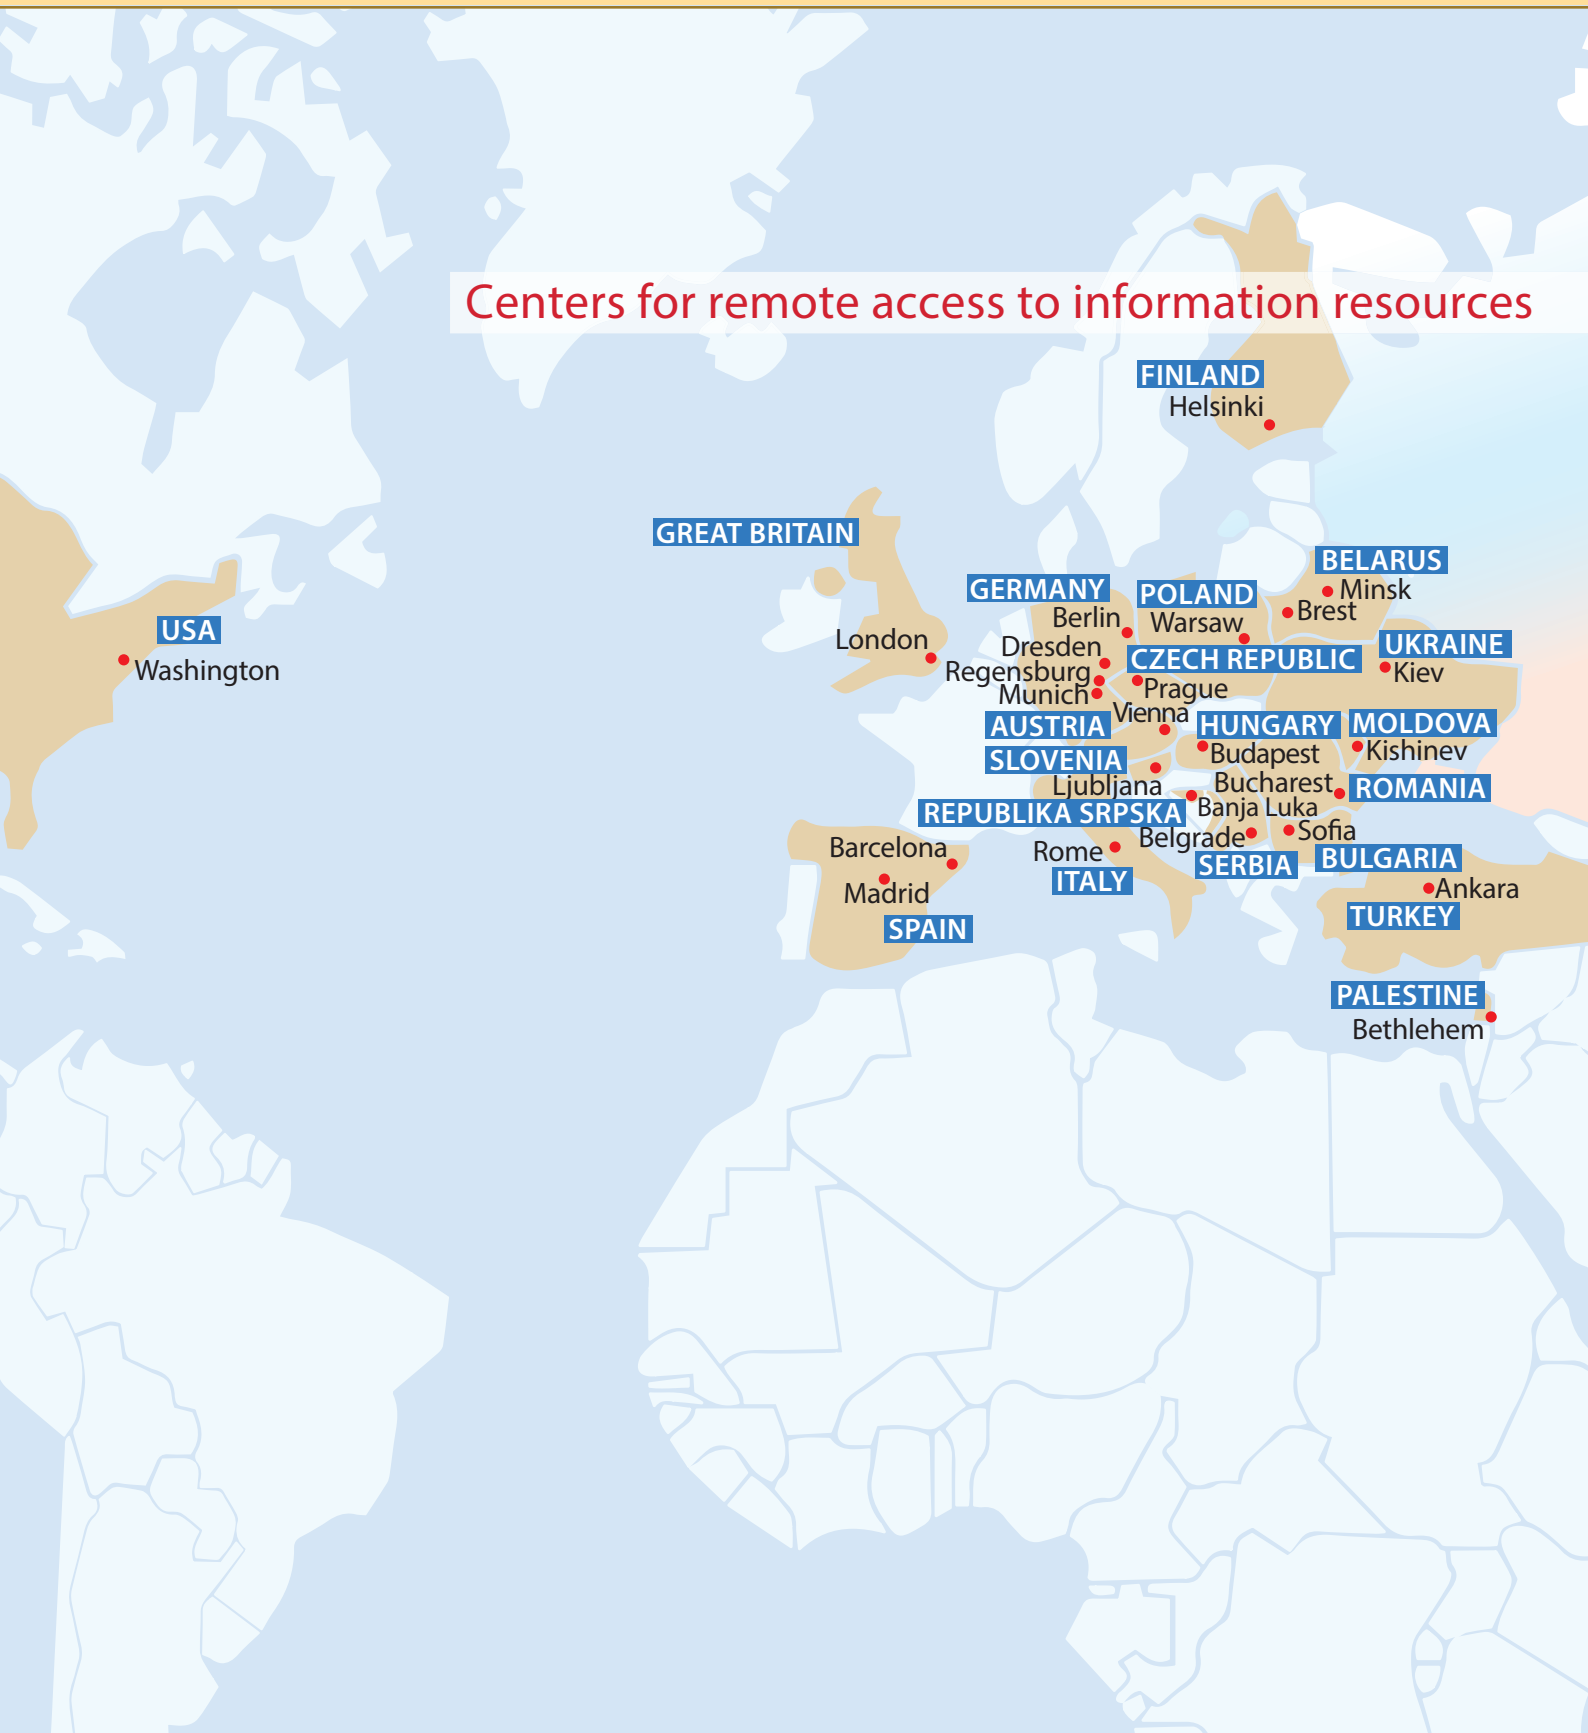 Centers for remote access to information resources
FINLAND
Helsinki
GREAT BRITAIN
London
USA
Washington
BELARUS
Minsk
Brest
GERMANY
Berlin
Dresden
Regensburg
Munich
POLAND
Warsaw
CZECH REPUBLIC
Prague
UKRAINE
Kiev
AUSTRIA
Vienna
HUNGARY
Budapest
MOLDOVA
Kishinev
SLOVENIA
Ljubljana
Bucharest
ROMANIA
REPUBLIKA SRPSKA
Banja Luka
Belgrade
SERBIA
Sofia
BULGARIA
Rome
ITALY
Barcelona
Madrid
SPAIN
Ankara
TURKEY
PALESTINE
Bethlehem